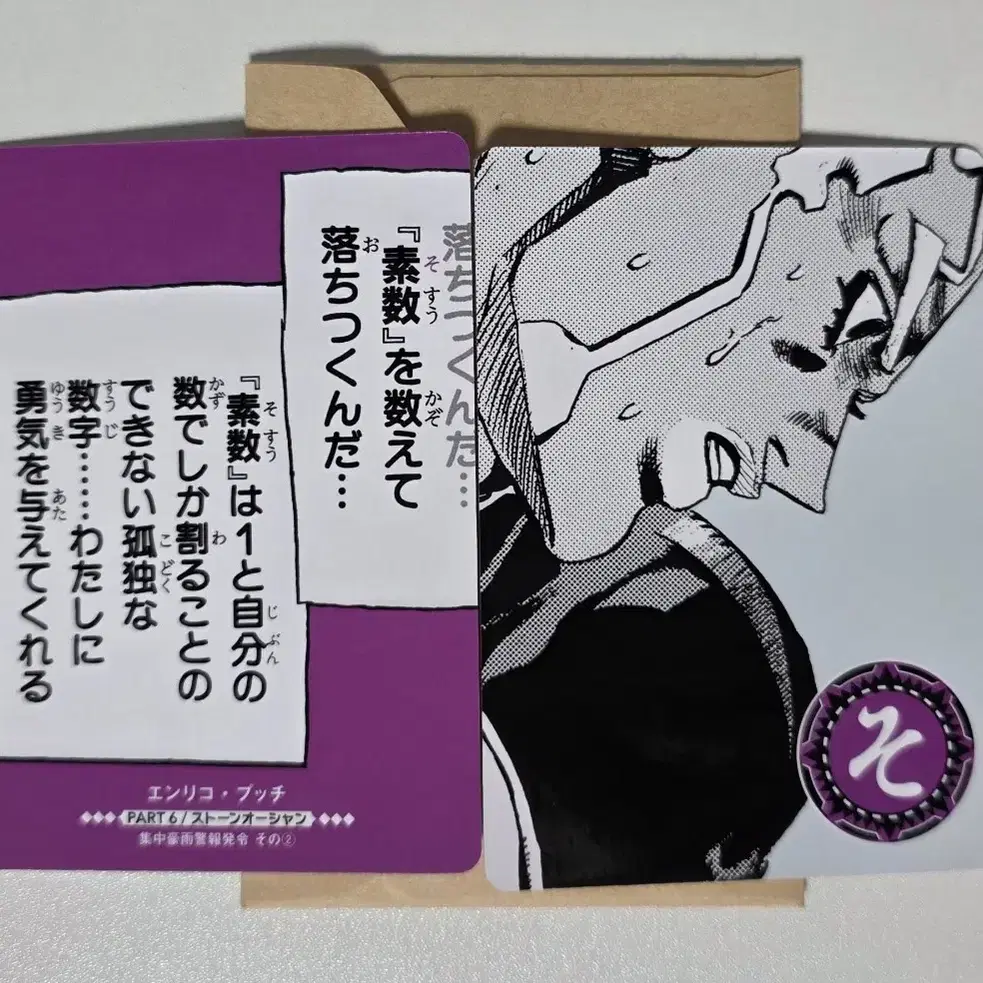 落ちつくんだ…
『素数』を数えて
落ちつくんだ…
『素数』は1と自分の
数でしか割ることの
できない孤独な
数字……わたしに
勇気を与えてくれる
エンリコ・プッチ
PART6/ストーンオーシャン
集中豪雨警報発令 その②
そ